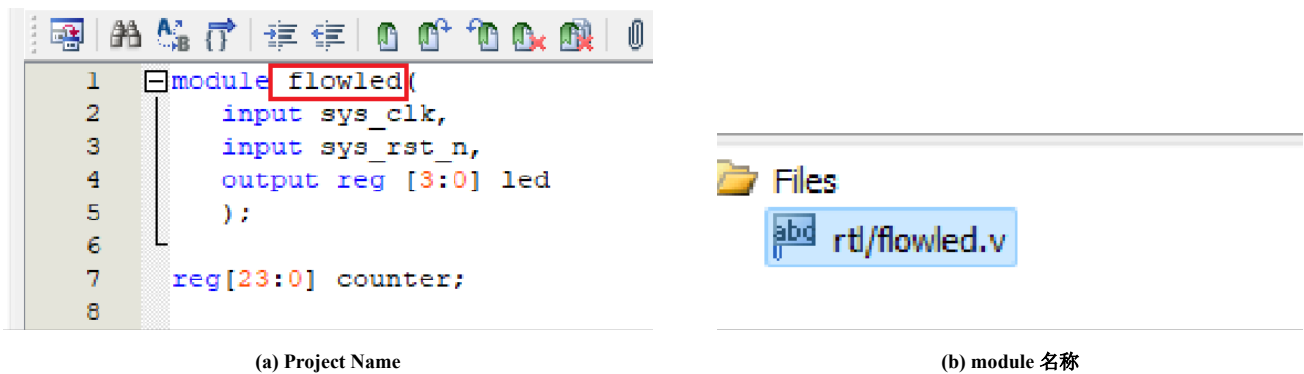 1 module flowled(
2 input sys_clk,
3 input sys_rst_n,
4 output reg [3:0] led
5 );
6
7 reg[23:0] counter;
8
Files
rtl/flowled.v
(a) Project Name
(b) module 名称